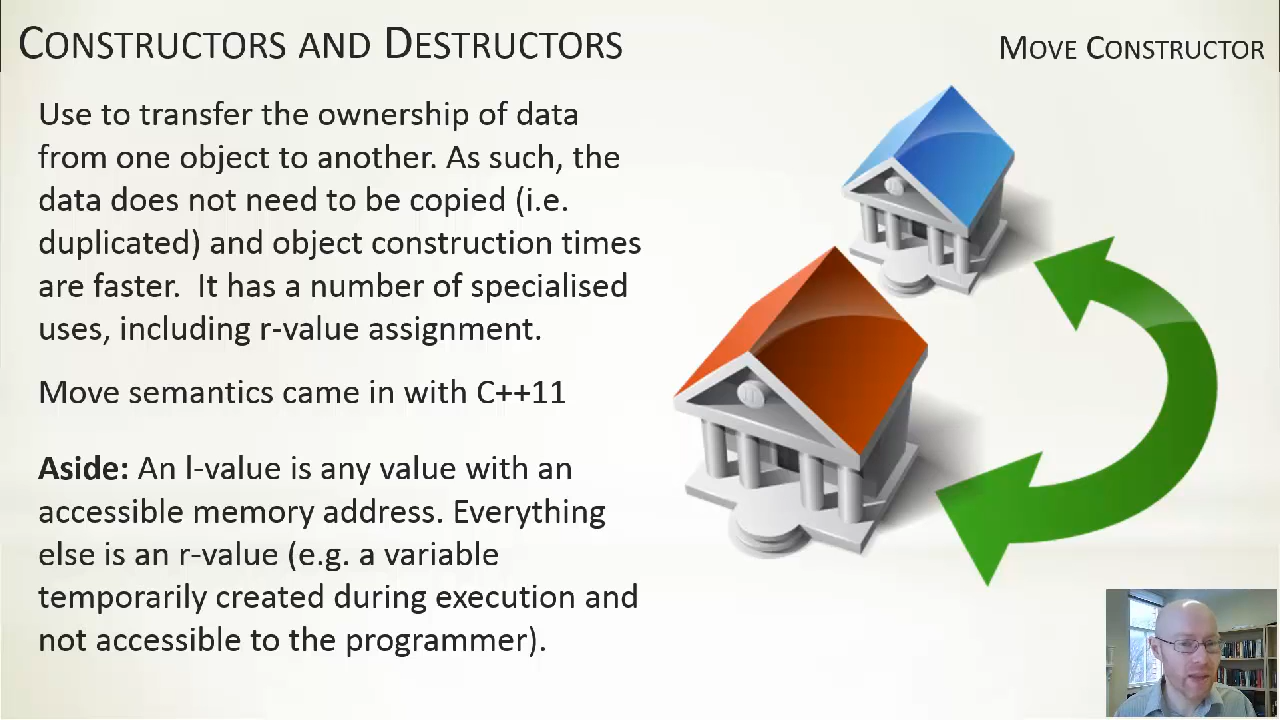 CONSTRUCTORS AND DESTRUCTORS
MOVE CONSTRUCTOR
Use to transfer the ownership of data
from one object to another. As such, the
data does not need to be copied (i.e.
duplicated) and object construction times
are faster.  It has a number of specialised
uses, including r-value assignment.
Move semantics came in with C++11
Aside: An l-value is any value with an
accessible memory address. Everything
else is an r-value (e.g. a variable
temporarily created during execution and
not accessible to the programmer).